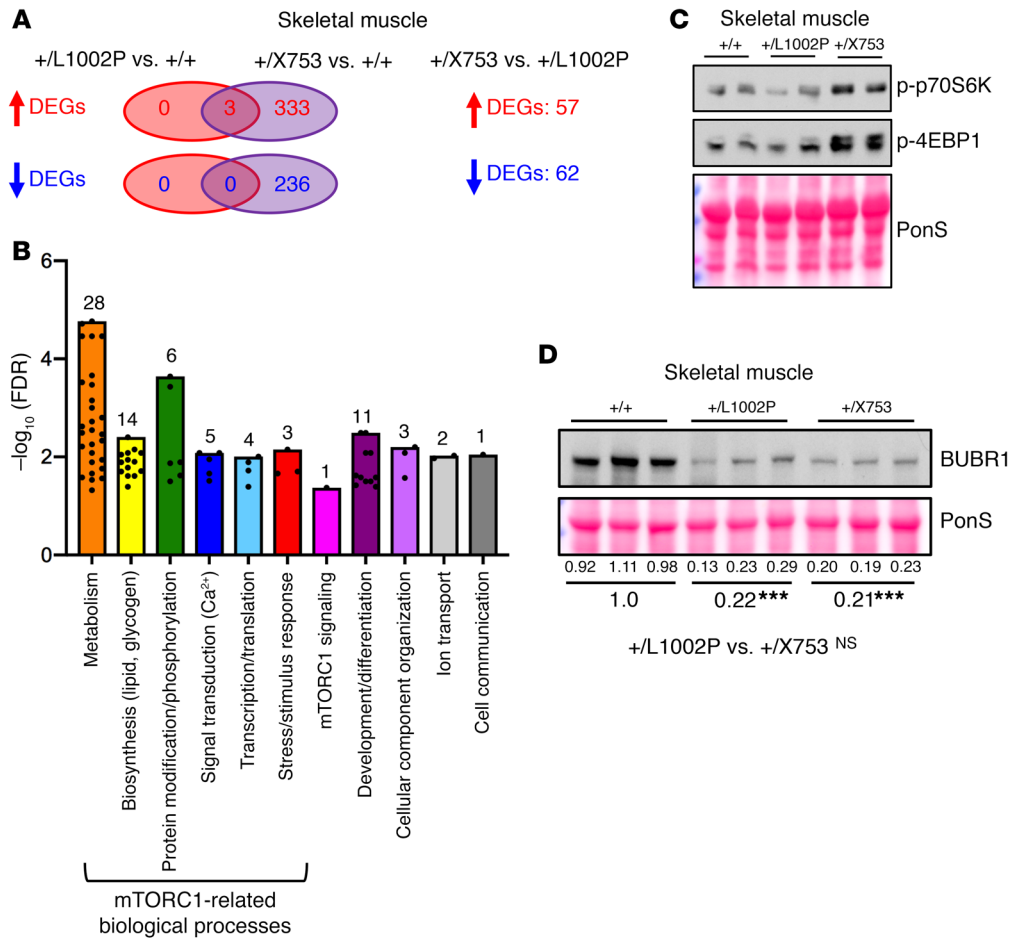 A
Skeletal muscle
+/L1002P vs. +/+
+/X753 vs. +/+
+/X753 vs. +/L1002P
DEGs
0
3
333
DEGs: 57
DEGs
0
0
236
DEGs: 62
B
–log10 (FDR)
6
4
2
0
28
14
6
5
4
3
1
11
3
2
1
Metabolism
Biosynthesis (lipid, glycogen)
Protein modification/phosphorylation
Signal transduction (Ca2+)
Transcription/translation
Stress/stimulus response
mTORC1 signaling
Development/differentiation
Cellular component organization
Ion transport
Cell communication
mTORC1-related
biological processes
C
Skeletal muscle
+/+ +/L1002P +/X753
p-p70S6K
p-4EBP1
PonS
D
Skeletal muscle
+/+ +/L1002P +/X753
BUBR1
PonS
0.92 1.11 0.98 0.13 0.23 0.29 0.20 0.19 0.23
1.0 0.22*** 0.21***
+/L1002P vs. +/X753 NS